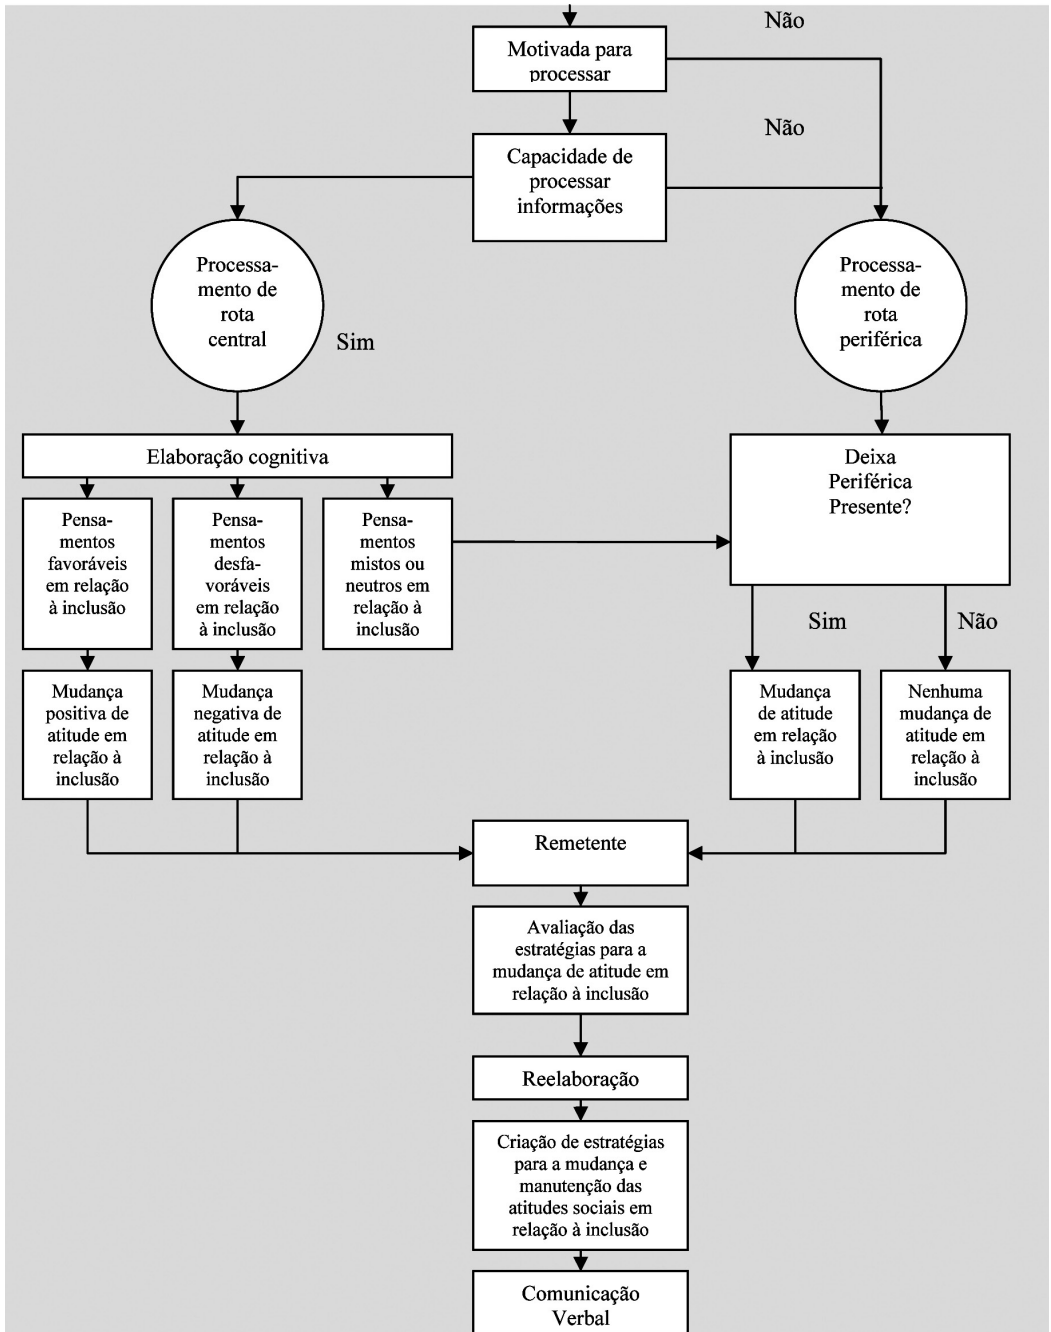 Não
Motivada para
processar
Não
Capacidade de
processar
informações
Processa-
mento de
rota
central
Sim
Processa-
mento de
rota
periférica
Elaboração cognitiva
Deixa
Periférica
Presente?
Pensa-
mentos
favoráveis
em relação
à inclusão
Pensa-
mentos
desfa-
voráveis
em relação
à inclusão
Pensa-
mentos
mistos ou
neutros em
relação à
inclusão
Sim
Não
Mudança
positiva de
atitude em
relação à
inclusão
Mudança
negativa de
atitude em
relação à
inclusão
Mudança
de atitude
em relação
à inclusão
Nenhuma
mudança de
atitude em
relação à
inclusão
Remetente
Avaliação das
estratégias para a
mudança de atitude em
relação à inclusão
Reelaboração
Criação de estratégias
para a mudança e
manutenção das
atitudes sociais em
relação à inclusão
Comunicação
Verbal